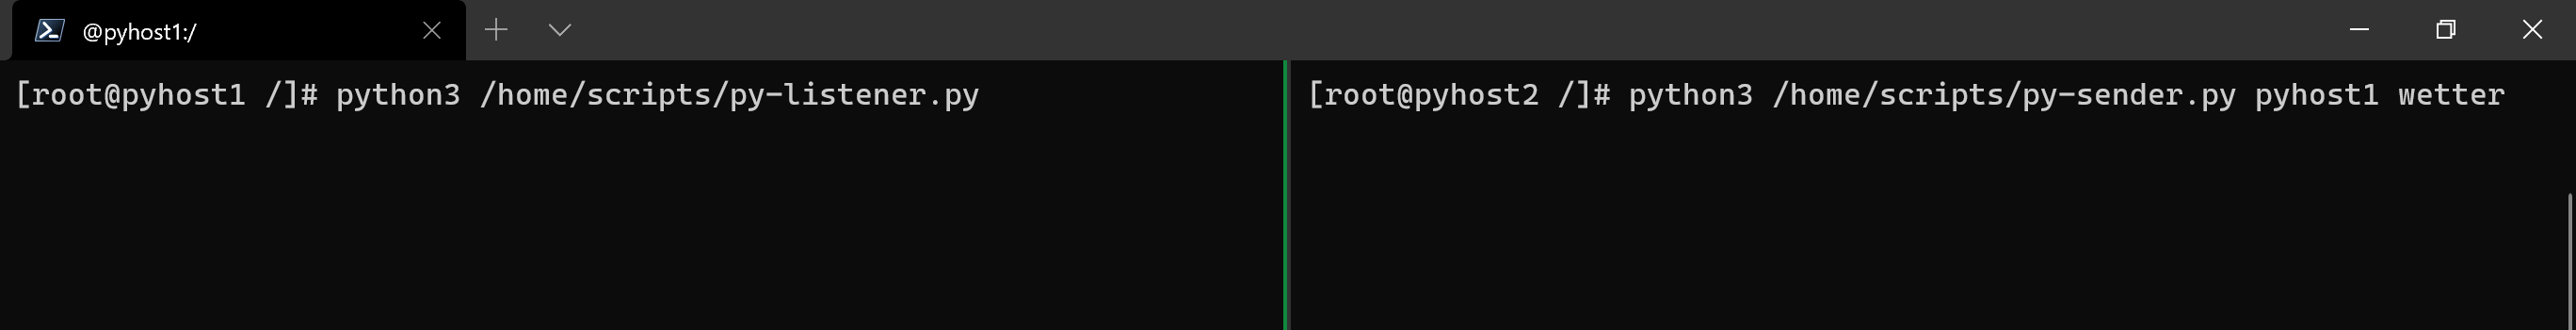 @pyhost1:/
[root@pyhost1 /]# python3 /home/scripts/py-listener.py
[root@pyhost2 /]# python3 /home/scripts/py-sender.py pyhost1 wetter